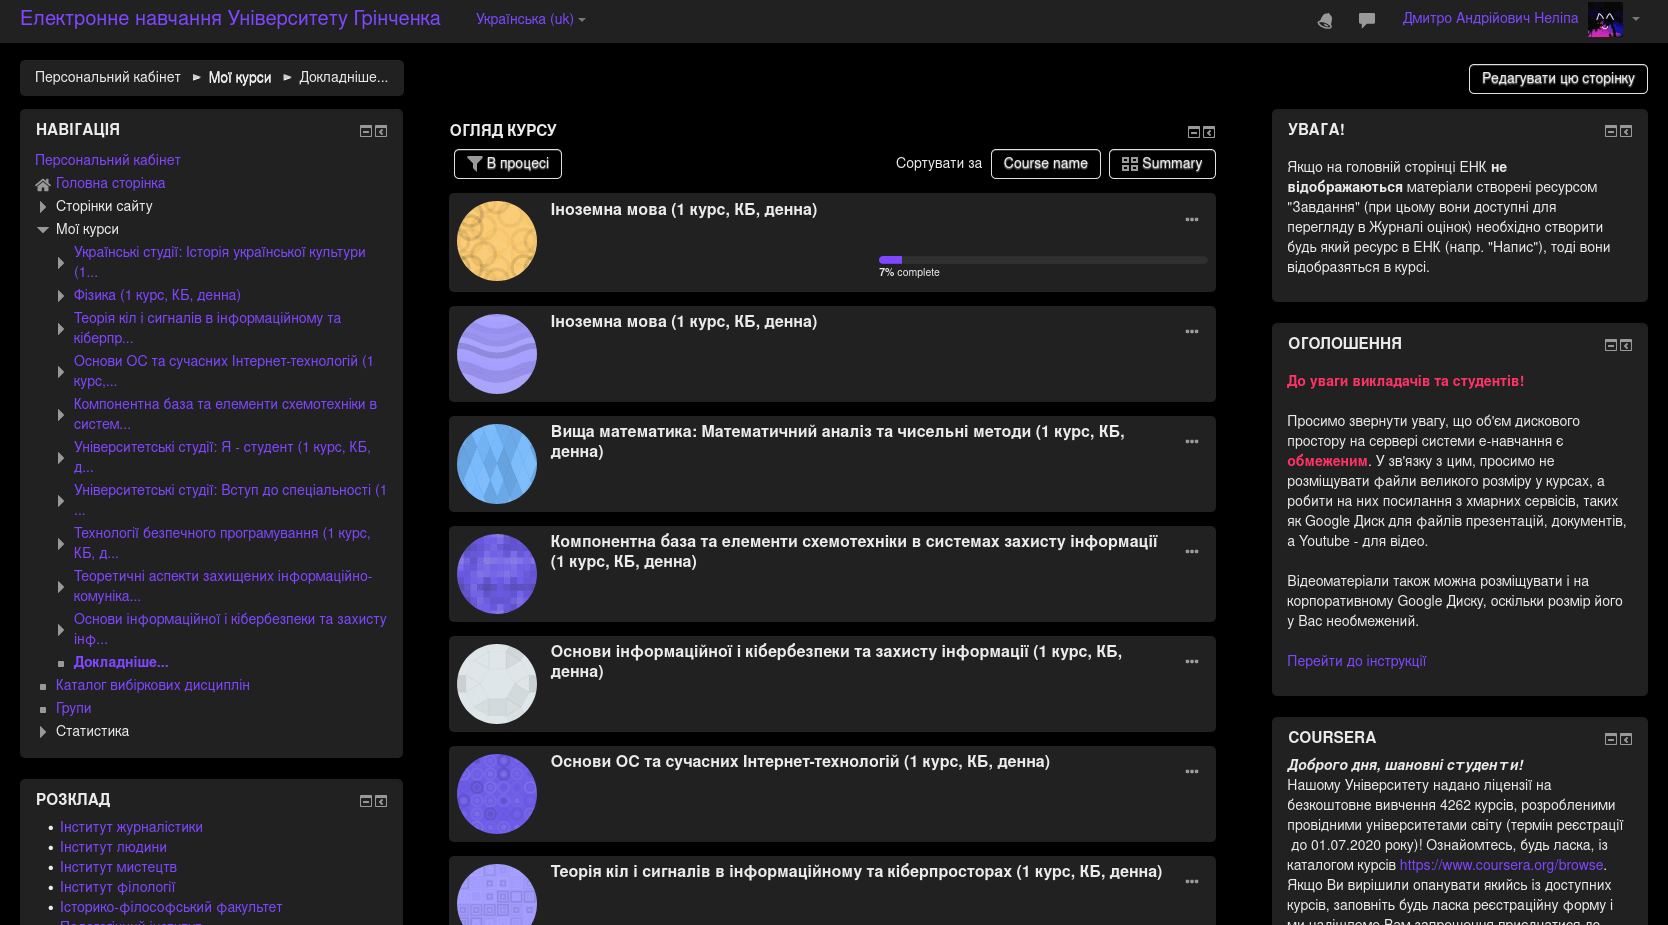 Електронне навчання Університету Грінченка
Українська (uk)
Дмитро Андрійович Неліпа
Персональний кабінет ► Мої курси ► Докладніше...
Редагувати цю сторінку
НАВІГАЦІЯ
Персональний кабінет
Головна сторінка
Сторінки сайту
Мої курси
Українські студії: Історія української культури
(1...
Фізика (1 курс, КБ, денна)
Теорія кіл і сигналів в інформаційному та
кіберпр...
Основи ОС та сучасних Інтернет-технологій (1
курс,...
Компонентна база та елементи схемотехніки в
систем...
Університетські студії: Я - студент (1 курс, КБ,
д...
Університетські студії: Вступ до спеціальності (1
...
Технології безпечного програмування (1 курс,
КБ, д...
Теоретичні аспекти захищених інформаційно-
комуніка...
Основи інформаційної і кібербезпеки та захисту
інф...
Докладніше...
Каталог вибіркових дисциплін
Групи
Статистика
РОЗКЛАД
• Інститут журналістики
• Інститут людини
• Інститут мистецтв
• Інститут філології
• Історико-філософський факультет
ОГЛЯД КУРСУ
В процесі
Сортувати за
Course name
Summary
Іноземна мова (1 курс, КБ, денна)
7% complete
Іноземна мова (1 курс, КБ, денна)
Вища математика: Математичний аналіз та чисельні методи (1 курс, КБ,
денна)
Компонентна база та елементи схемотехніки в системах захисту інформації
(1 курс, КБ, денна)
Основи інформаційної і кібербезпеки та захисту інформації (1 курс, КБ,
денна)
Основи ОС та сучасних Інтернет-технологій (1 курс, КБ, денна)
Теорія кіл і сигналів в інформаційному та кіберпросторах (1 курс, КБ, денна)
УВАГА!
Якщо на головній сторінці ЕНК не
відображаються матеріали створені ресурсом
"Завдання" (при цьому вони доступні для
перегляду в Журналі оцінок) необхідно створити
будь який ресурс в ЕНК (напр. "Напис"), тоді вони
відобразяться в курсі.
ОГОЛОШЕННЯ
До уваги викладачів та студентів!
Просимо звернути увагу, що об'єм дискового
простору на сервері системи е-навчання є
обмеженим. У зв'язку з цим, просимо не
розміщувати файли великого розміру у курсах, а
робити на них посилання з хмарних сервісів, таких
як Google Диск для файлів презентацій, документів,
а Youtube - для відео.
Відеоматеріали також можна розміщувати і на
корпоративному Google Диску, оскільки розмір його
у Вас необмежений.
Перейти до інструкції
COURSERA
Доброго дня, шановні студенти!
Нашому Університету надано ліцензії на
безкоштовне вивчення 4262 курсів, розробленими
провідними університетами світу (термін реєстрації
до 01.07.2020 року)! Ознайомтесь, будь ласка, із
каталогом курсів https://www.coursera.org/browse.
Якщо Ви вирішили опанувати якийсь із доступних
курсів, заповніть будь ласка реєстраційну форму і